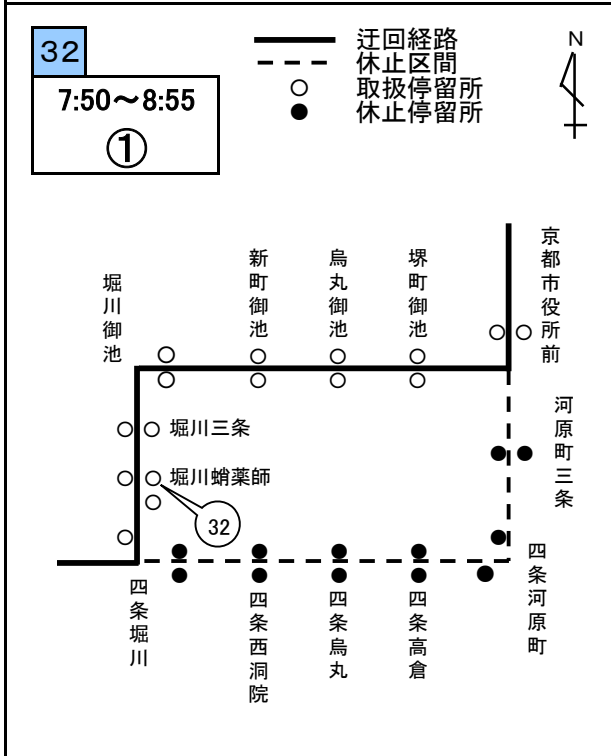 32
7:50～8:55
①
迂回経路
休止区間
取扱停留所
休止停留所
N
京都市役所前
堺町御池
烏丸御池
新町御池
堀川御池
河原町三条
堀川三条
堀川蛸薬師
32
四条河原町
四条高倉
四条烏丸
四条西洞院
四条堀川